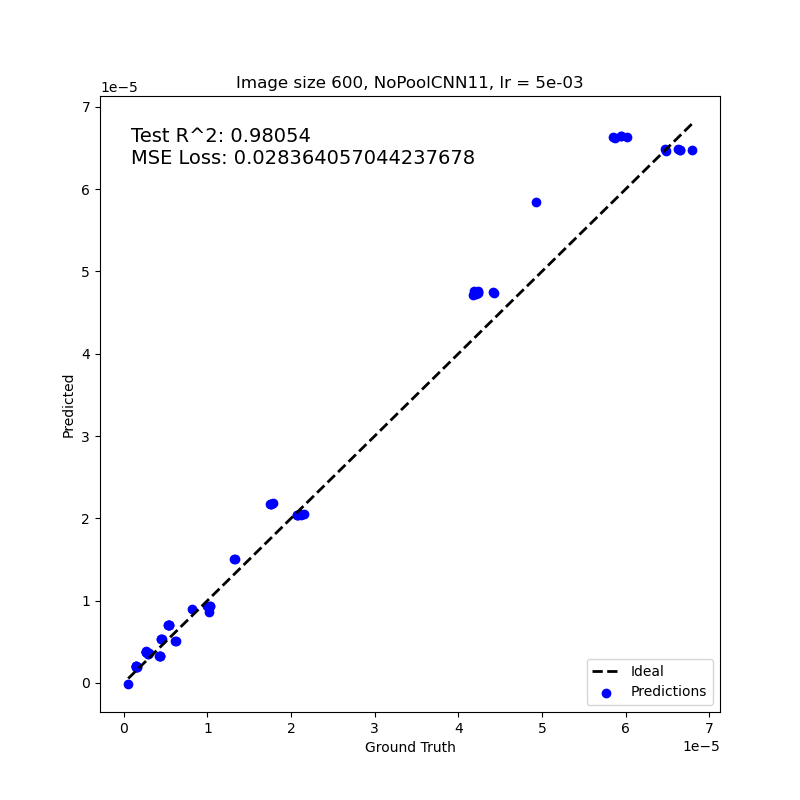 Image size 600, NoPoolCNN11, lr = 5e-03
1e−5
Test R^2: 0.98054
MSE Loss: 0.028364057044237678
7
6
5
4
3
2
1
0
Predicted
Ideal
Predictions
0 1 2 3 4 5 6 7
Ground Truth
1e−5